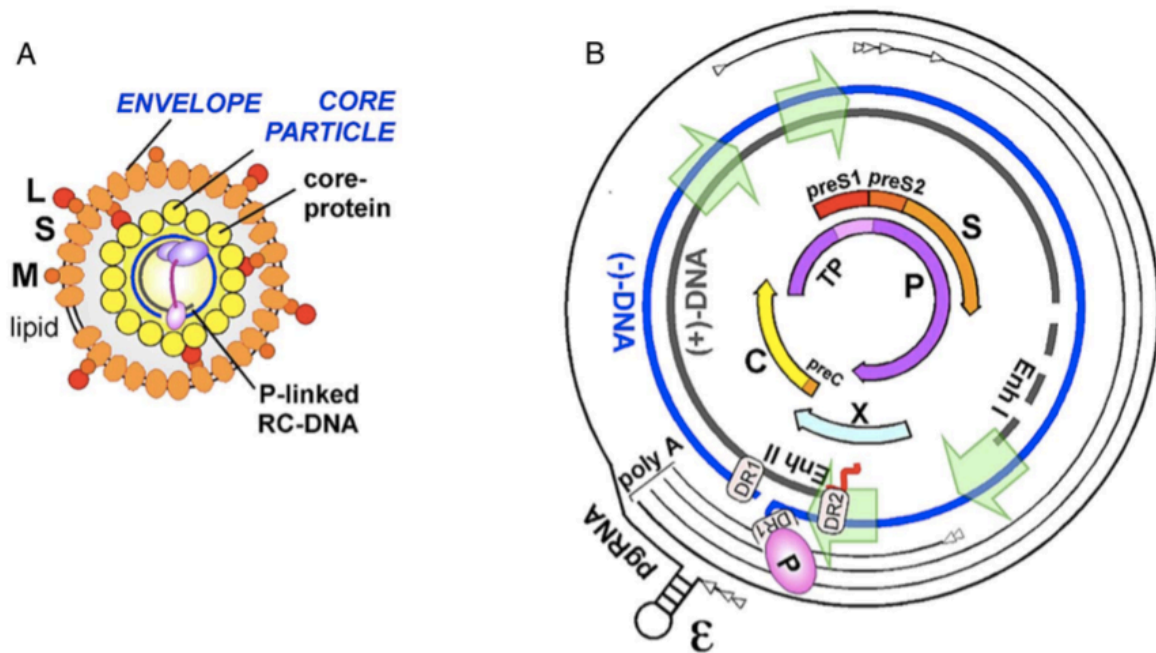 A
ENVELOPE
CORE
PARTICLE
core-
protein
L
S
M
lipid
P-linked
RC-DNA
B
preS1
preS2
S
TP
P
(-)-DNA
(+)-DNA
C
preC
X
Enh I
Enh II
poly A
DR1
DR2
DR1
P
pgRNA
ε